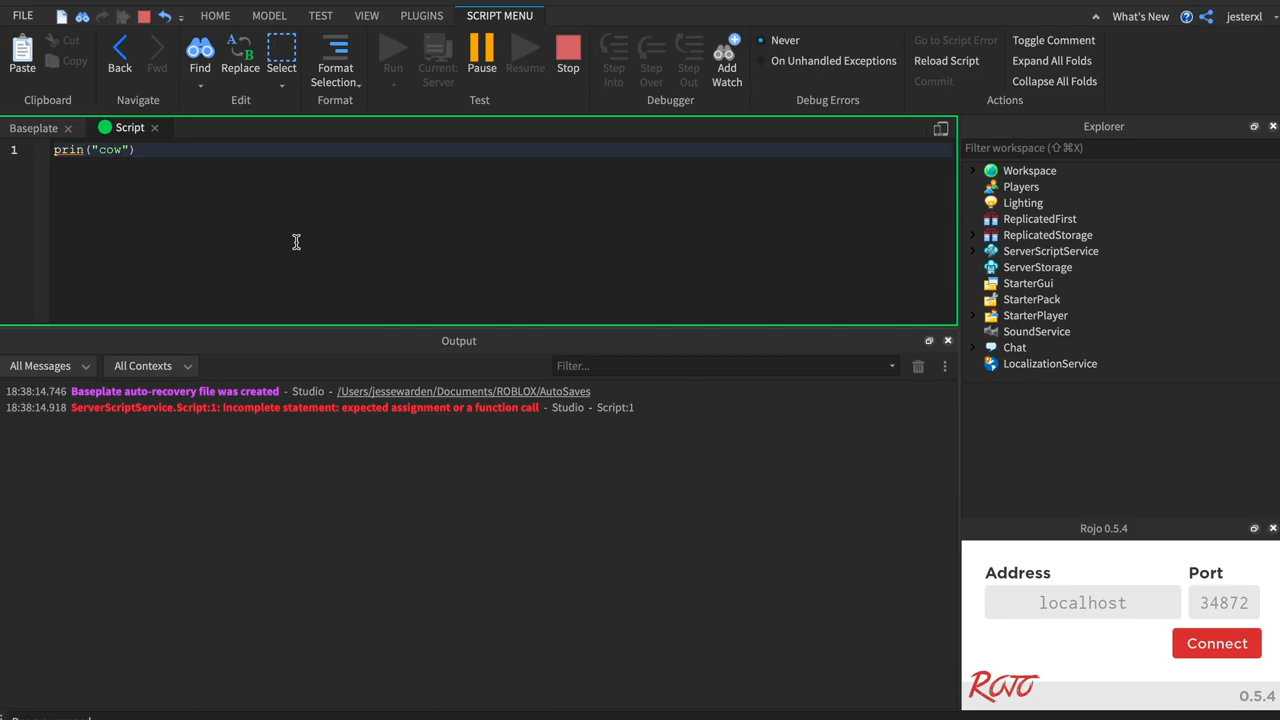 FILE HOME MODEL TEST VIEW PLUGINS SCRIPT MENU What's New jesterxl
Paste Cut Copy
Clipboard
Back Fwd
Navigate
Find Replace Select
Edit
Format Selection
Format
Run Current: Server Pause Resume Stop
Test
Step Into Step Over Step Out Add Watch
Debugger
Never
On Unhandled Exceptions
Debug Errors
Go to Script Error Toggle Comment
Reload Script Expand All Folds
Commit Collapse All Folds
Actions
Baseplate Script
1 prin("cow")
Output
All Messages All Contexts Filter...
18:38:14.746 Baseplate auto-recovery file was created - Studio - /Users/jessewarden/Documents/ROBLOX/AutoSaves
18:38:14.918 ServerScriptService.Script:1: Incomplete statement: expected assignment or a function call - Studio - Script:1
Explorer
Filter workspace (⇧⌘X)
Workspace
Players
Lighting
ReplicatedFirst
ReplicatedStorage
ServerScriptService
ServerStorage
StarterGui
StarterPack
StarterPlayer
SoundService
Chat
LocalizationService
Rojo 0.5.4
Address Port
localhost 34872
Connect
ROJO 0.5.4